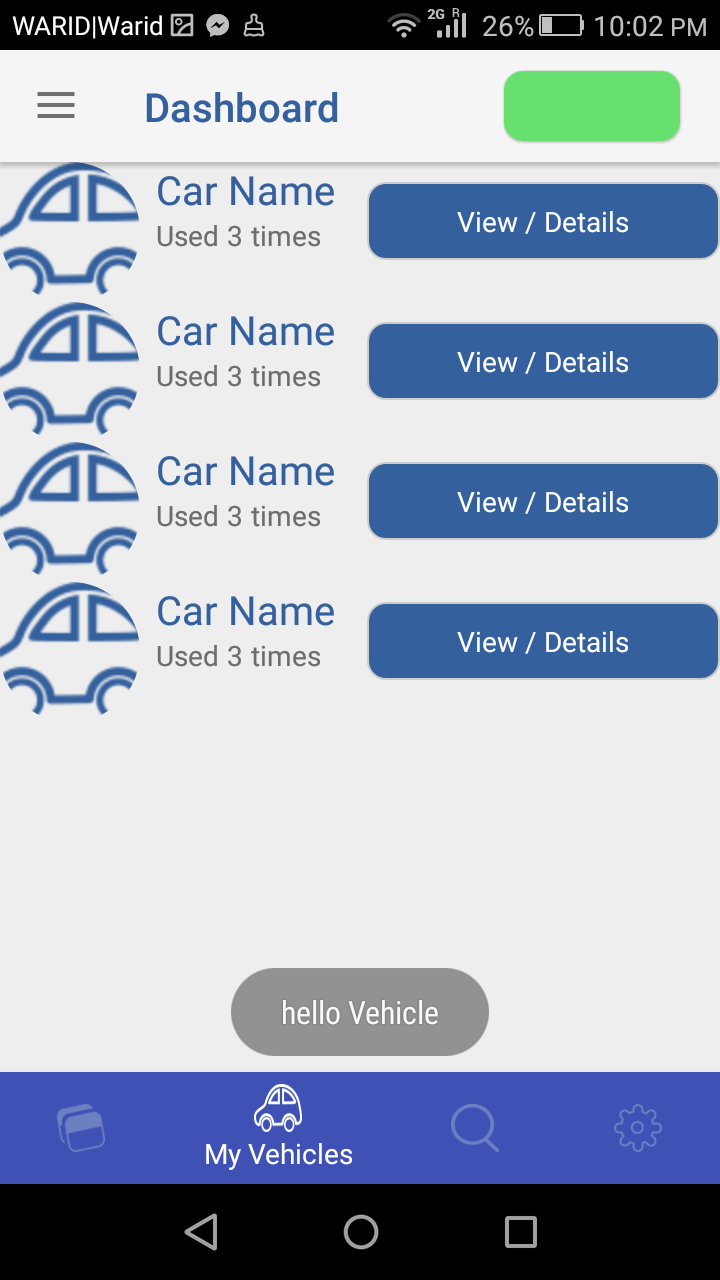 WARID|Warid 2G R 26% 10:02 PM
Dashboard
Car Name
Used 3 times
View / Details
Car Name
Used 3 times
View / Details
Car Name
Used 3 times
View / Details
Car Name
Used 3 times
View / Details
hello Vehicle
My Vehicles